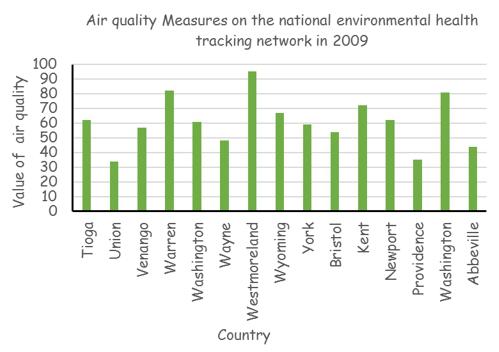 Air quality Measures on the national environmental health
tracking network in 2009
Value of air quality
100
90
80
70
60
50
40
30
20
10
0
Tioga
Union
Venango
Warren
Washington
Wayne
Westmoreland
Wyoming
York
Bristol
Kent
Newport
Providence
Washington
Abbeville
Country